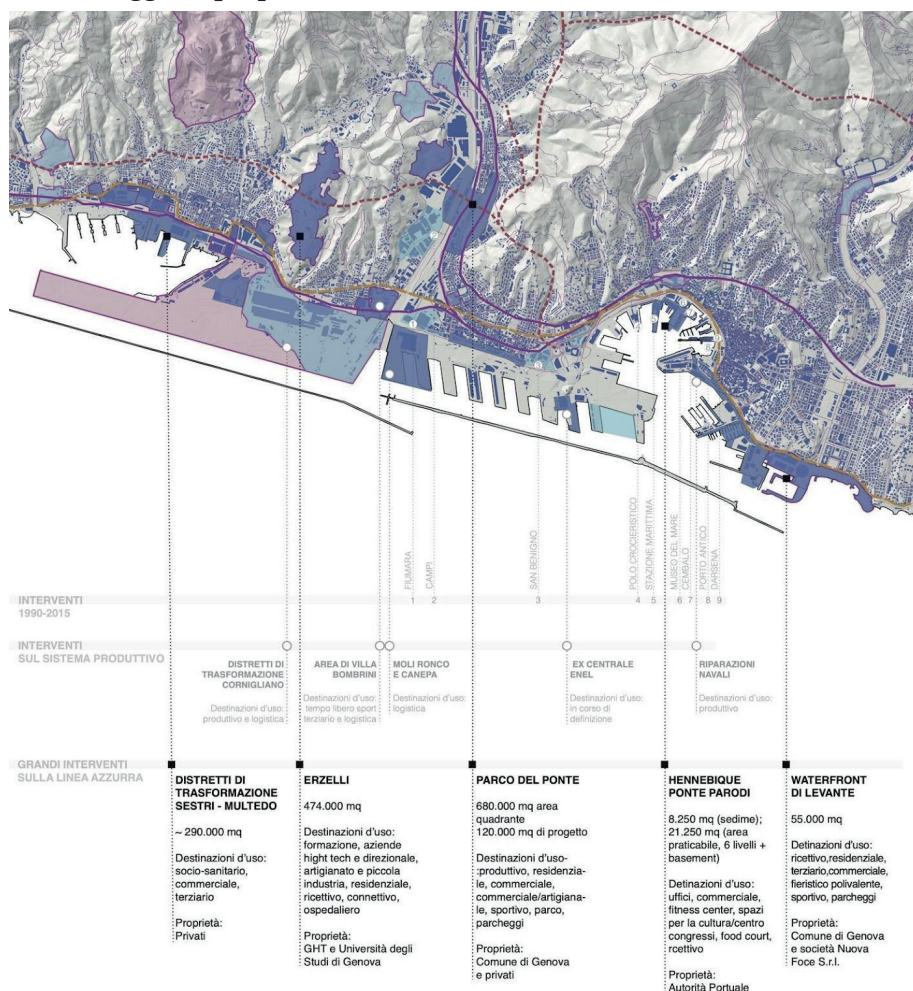 FIUMARA
CAMPI
SAN BENIGNO
POLO CROCIERISTICO
STAZIONE MARITTIMA
MUSEO DEL MARE
CEMBALO
PORTO ANTICO
DARSENA
INTERVENTI
1990-2015
1
2
3
4
5
6
7
8
9
INTERVENTI
SUL SISTEMA PRODUTTIVO
DISTRETTI DI
TRASFORMAZIONE
CORNIGLIANO
Destinazioni d'uso:
produttivo e logistica
AREA DI VILLA
BOMBRINI
Destinazioni d'uso:
tempo libero sport
terziario e logistica
MOLI RONCO
E CANEPA
Destinazioni d'uso:
logistica
EX CENTRALE
ENEL
Destinazioni d'uso:
in corso di
definizione
RIPARAZIONI
NAVALI
Destinazioni d'uso:
produttivo
GRANDI INTERVENTI
SULLA LINEA AZZURRA
DISTRETTI DI
TRASFORMAZIONE
SESTRI - MULTEDO
~ 290.000 mq
Destinazioni d'uso:
socio-sanitario,
commerciale,
terziario
Proprietà:
Privati
ERZELLI
474.000 mq
Destinazioni d'uso:
formazione, aziende
hight tech e direzionale,
artigianato e piccola
industria, residenziale,
ricettivo, connettivo,
ospedaliero
Proprietà:
GHT e Università degli
Studi di Genova
PARCO DEL PONTE
680.000 mq area
quadrante
120.000 mq di progetto
Destinazioni d'uso-
:produttivo, residenzia-
le, commerciale,
commerciale/artigiana-
le, sportivo, parco,
parcheggi
Proprietà:
Comune di Genova
e privati
HENNEBIQUE
PONTE PARODI
8.250 mq (sedime);
21.250 mq (area
praticabile, 6 livelli +
basement)
Detinazioni d'uso:
uffici, commerciale,
fitness center, spazi
per la cultura/centro
congressi, food court,
rcettivo
Proprietà:
Autorità Portuale
WATERFRONT
DI LEVANTE
55.000 mq
Detinazioni d'uso:
ricettivo,residenziale,
terziario,commerciale,
fieristico polivalente,
sportivo, parcheggi
Proprietà:
Comune di Genova
e società Nuova
Foce S.r.l.